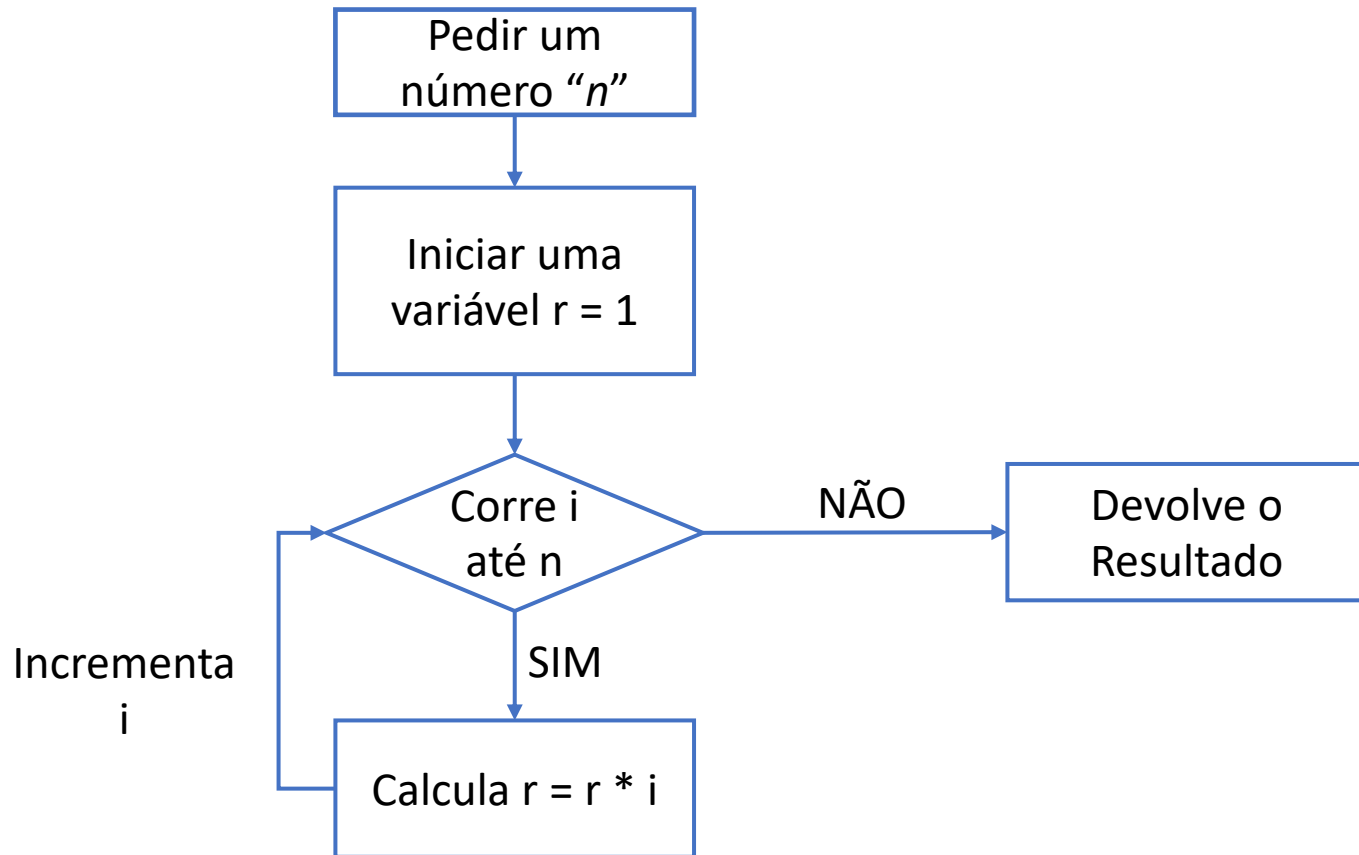 Pedir um
número “n”
Iniciar uma
variável r = 1
Corre i
até n
NÃO
Devolve o
Resultado
SIM
Incrementa
i
Calcula r = r * i